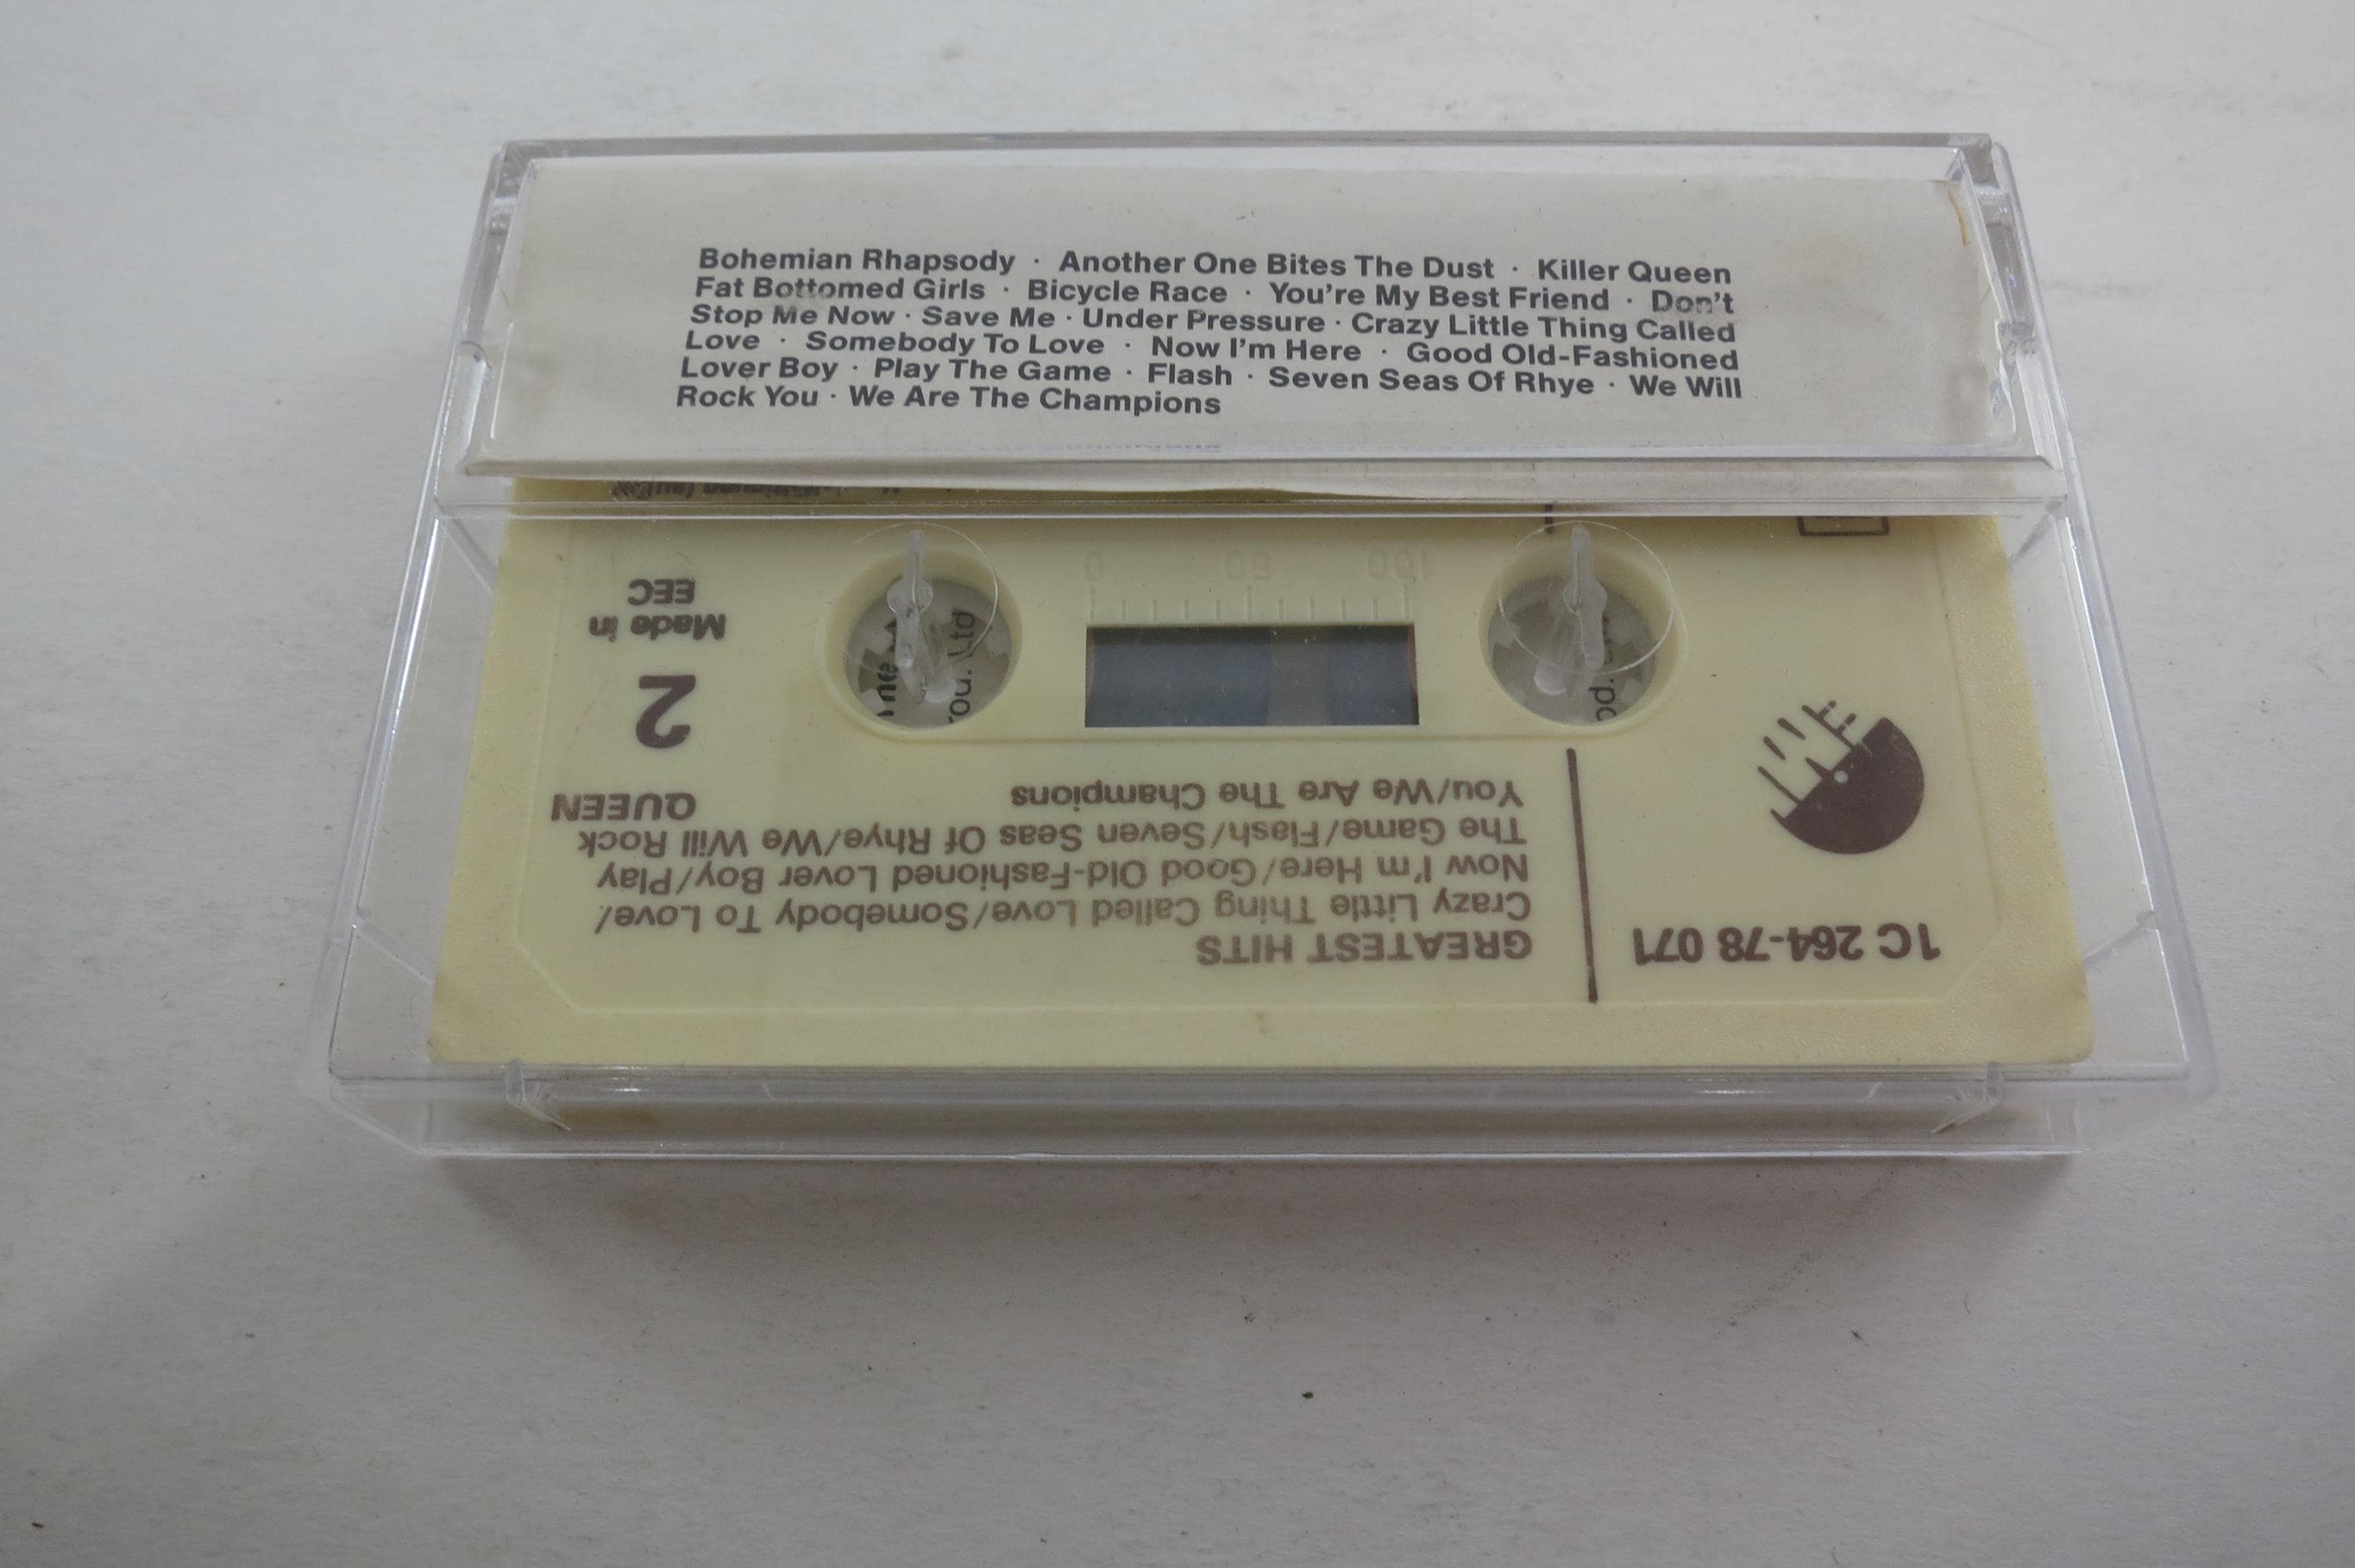 Bohemian Rhapsody · Another One Bites The Dust · Killer Queen
Fat Bottomed Girls · Bicycle Race · You're My Best Friend · Don't
Stop Me Now · Save Me · Under Pressure · Crazy Little Thing Called
Love · Somebody To Love · Now I'm Here · Good Old-Fashioned
Lover Boy · Play The Game · Flash · Seven Seas Of Rhye · We Will
Rock You · We Are The Champions
1C 264-78 071
GREATEST HITS
Crazy Little Thing Called Love/Somebody To Love/
Now I'm Here/Good Old-Fashioned Lover Boy/Play
The Game/Flash/Seven Seas Of Rhye/We Will Rock
You/We Are The Champions
QUEEN
2
Made in
EEC
100 50 0
Ltd